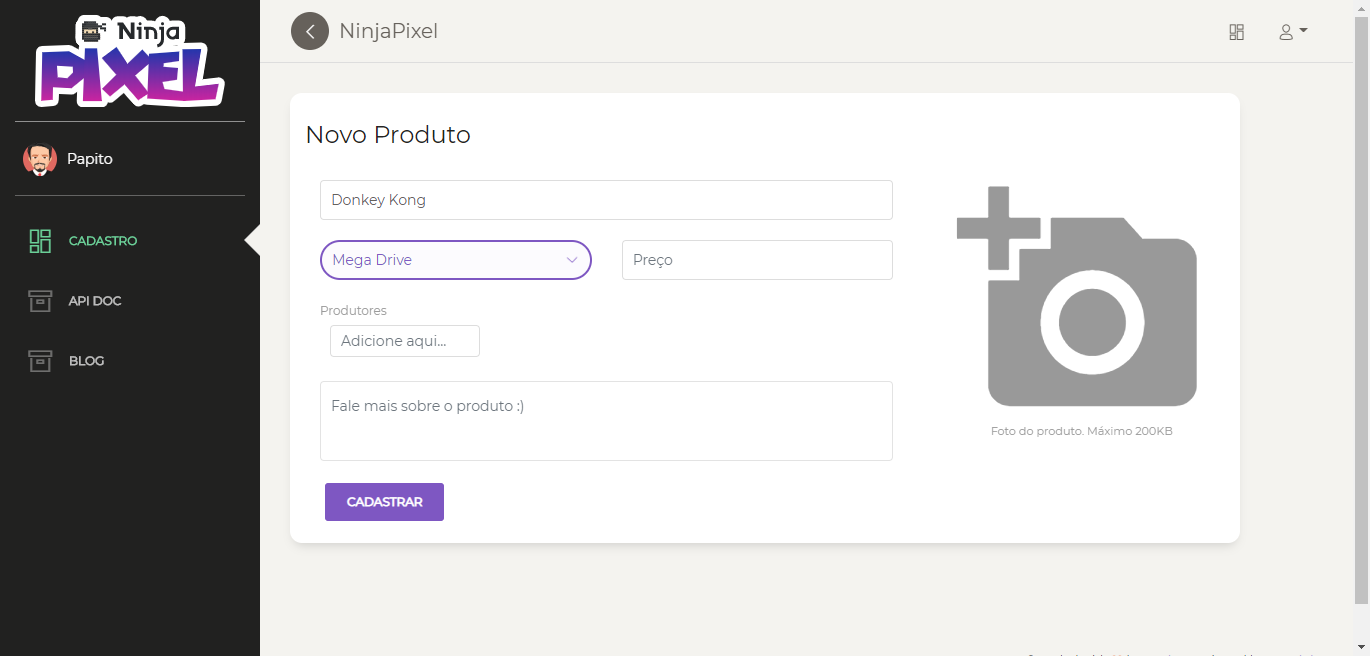 Ninja
PIXEL
NinjaPixel
Papito
CADASTRO
API DOC
BLOG
Novo Produto
Donkey Kong
Mega Drive
Preço
Produtores
Adicione aqui...
Fale mais sobre o produto :)
CADASTRAR
Foto do produto. Máximo 200KB